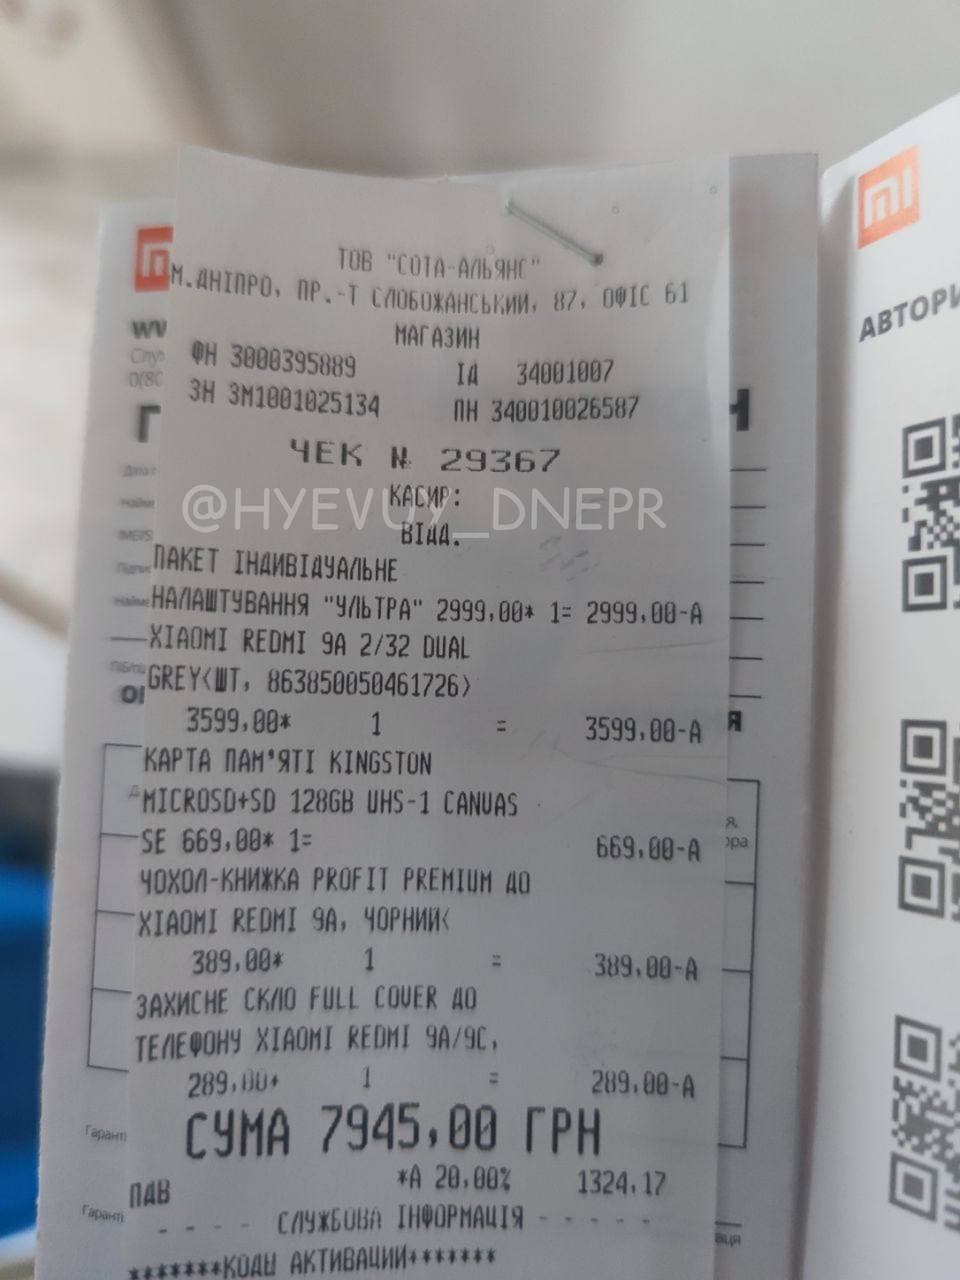 ТОВ "СОТА-АЛЬЯНС"
М.ДНІПРО, ПР.-Т СЛОБОЖАНСЬКИЙ, 87, ОФІС 61
МАГАЗИН
ФН 3000395889 ІД 34001007
ЗН ЗМ1001025134 ПН 340010026587
ЧЕК № 29367
КАСИР:
@HYEVUY_DNEPR
ВІДД.
ПАКЕТ ІНДИВІДУАЛЬНЕ
НАЛАШТУВАННЯ "УЛЬТРА" 2999,00* 1= 2999,00-А
XIAOMI REDMI 9A 2/32 DUAL
GREY<ШТ, 863850050461726>
3599,00* 1 = 3599,00-А
КАРТА ПАМ'ЯТІ KINGSTON
MICROSD+SD 128GB UHS-1 CANVAS
SE 669,00* 1= 669,00-А
ЧОХОЛ-КНИЖКА PROFIT PREMIUM ДО
XIAOMI REDMI 9A, ЧОРНИЙ<
389,00* 1 = 389,00-А
ЗАХИСНЕ СКЛО FULL COVER ДО
ТЕЛЕФОНУ XIAOMI REDMI 9A/9C,
289,00* 1 = 289,00-А
СУМА 7945,00 ГРН
ПДВ *А 20,00% 1324,17
- - - - СЛУЖБОВА ІНФОРМАЦІЯ - - - - -
*******КОДЫ АКТИВАЦИИ*******
АВТОРИ
Гаранті
Гаранті